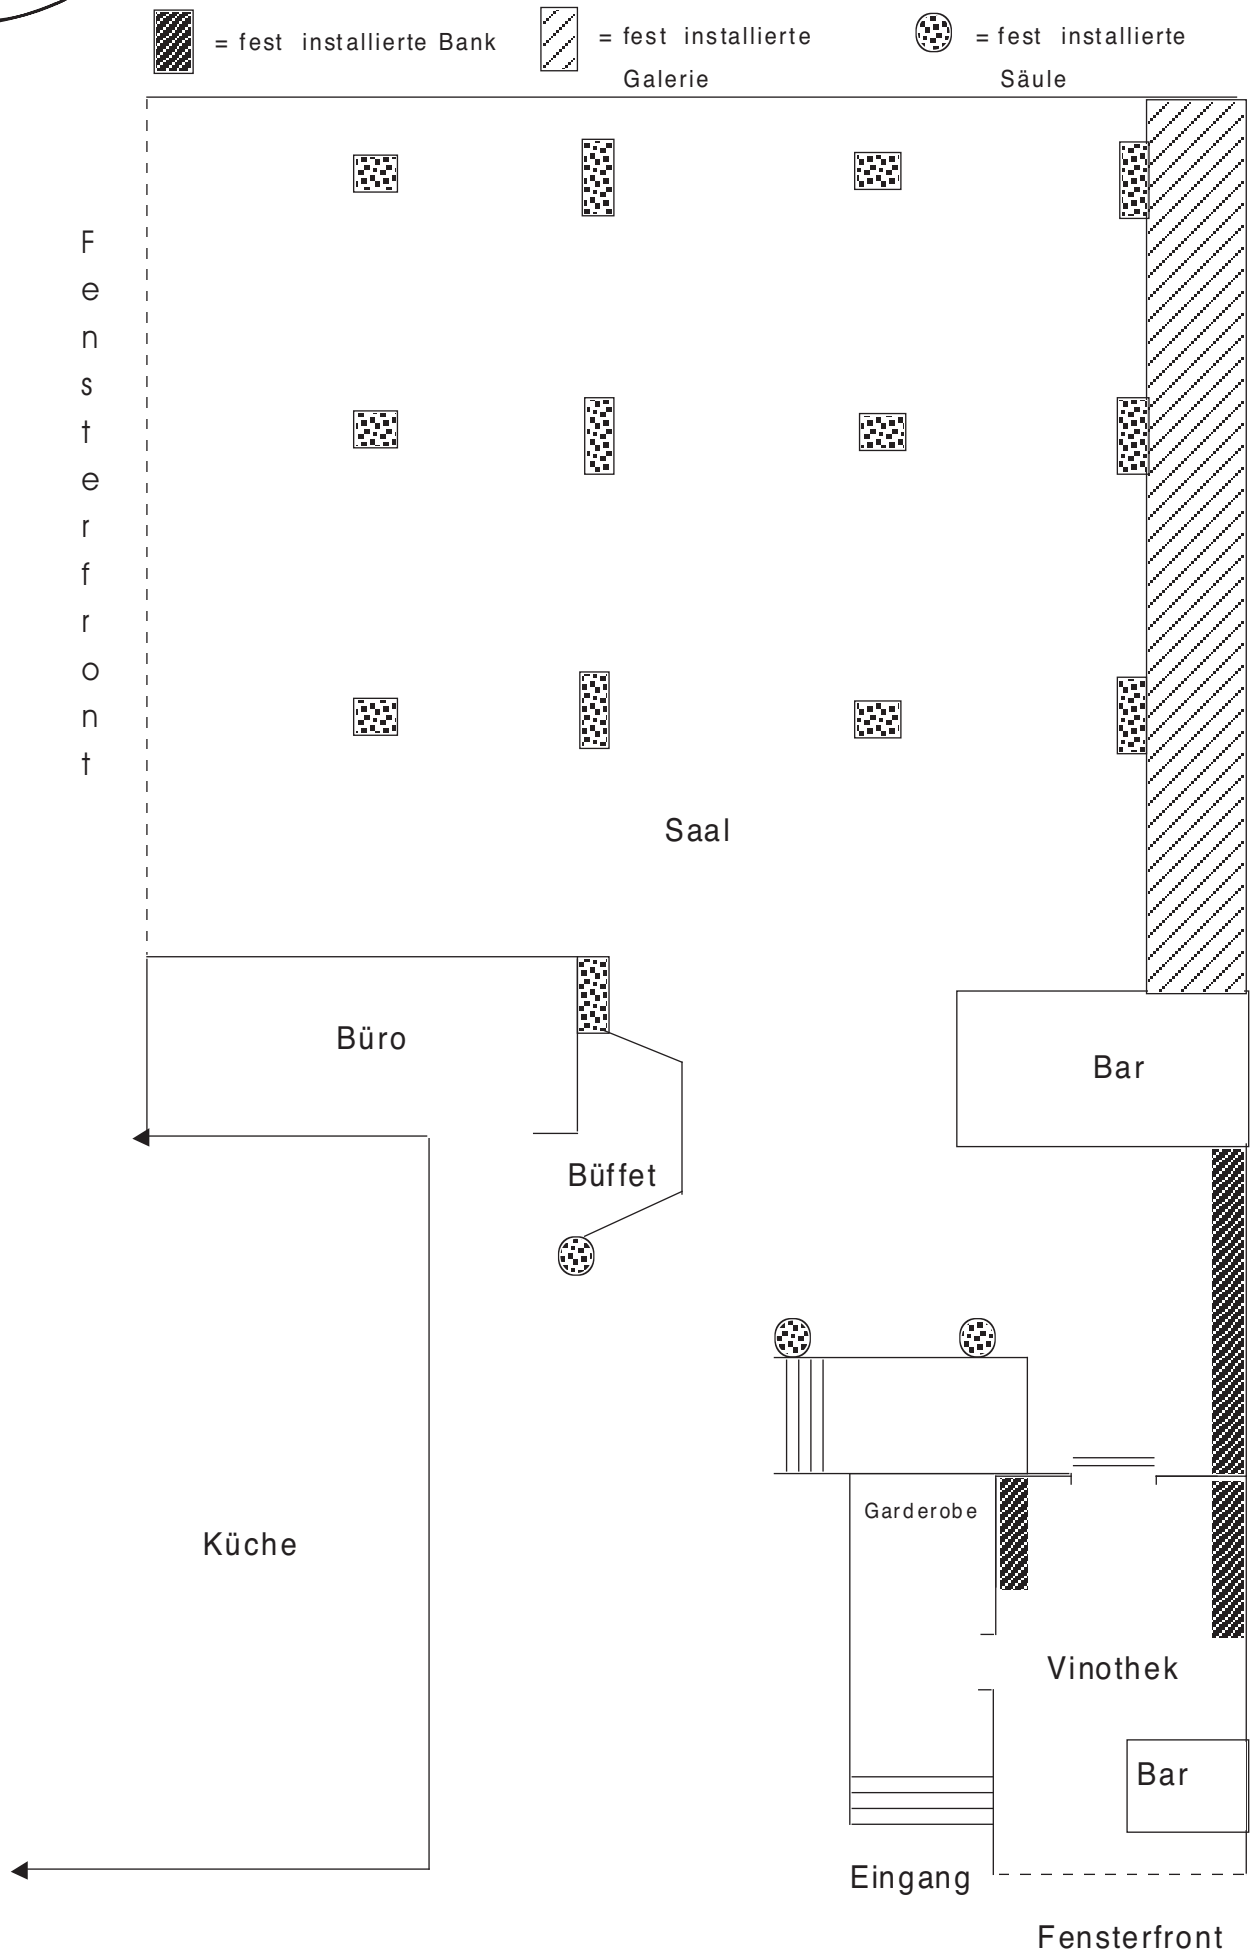 = fest installierte Bank
= fest installierte
Galerie
= fest installierte
Säule
Fensterfront
Saal
Büro
Bar
Büffet
Garderobe
Küche
Vinothek
Bar
Eingang
Fensterfront